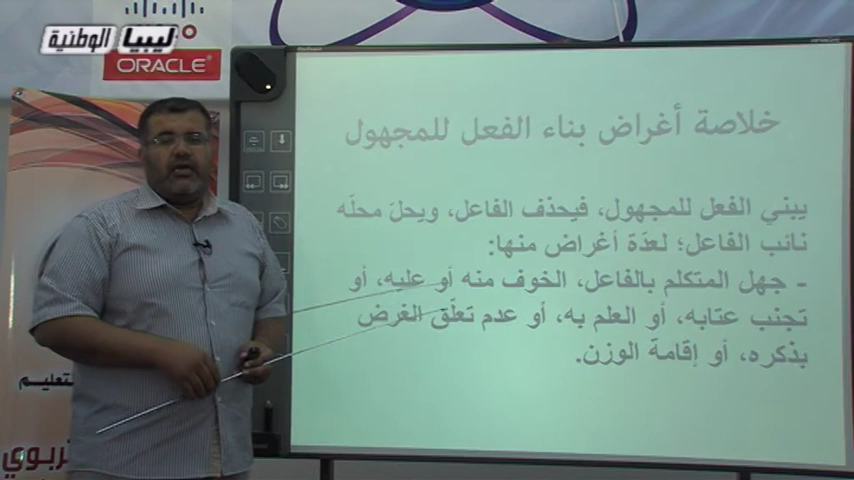 ليبيا الوطنية
ORACLE
خلاصة أغراض بناء الفعل للمجهول
يبني الفعل للمجهول، فيحذف الفاعل، ويحلّ محلّه
نائب الفاعل؛ لعدّة أغراض منها:
- جهل المتكلم بالفاعل، الخوف منه أو عليه، أو
تجنب عتابه، أو العلم به، أو عدم تعلّق الغرض
بذكره، أو إقامة الوزن.